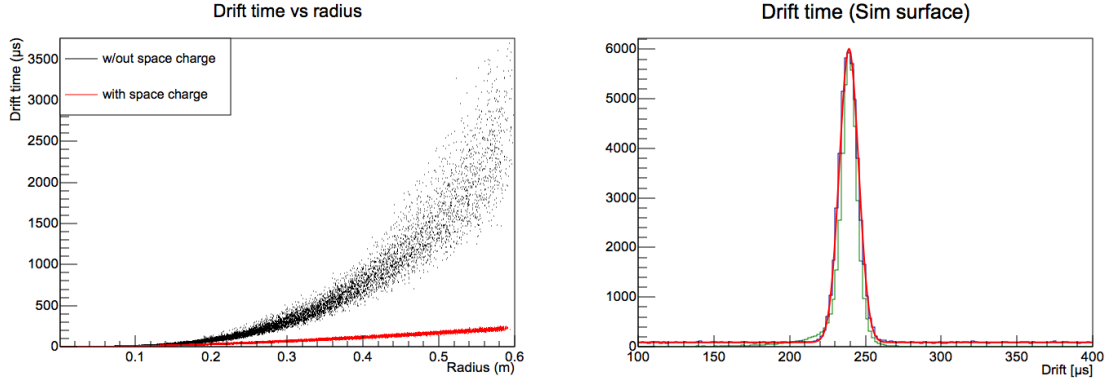 Drift time vs radius
Drift time (μs)
w/out space charge
with space charge
3500
3000
2500
2000
1500
1000
500
0
0.1 0.2 0.3 0.4 0.5 0.6
Radius (m)
Drift time (Sim surface)
6000
5000
4000
3000
2000
1000
0
100 150 200 250 300 350 400
Drift [μs]